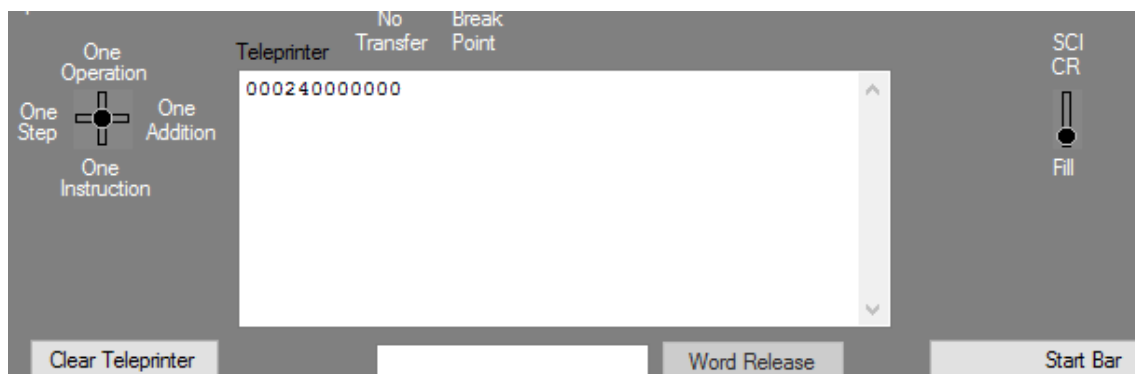 No Transfer
Break Point
One Operation
One Step
One Addition
One Instruction
Teleprinter
000240000000
SCI
CR
Fill
Clear Teleprinter
Word Release
Start Bar